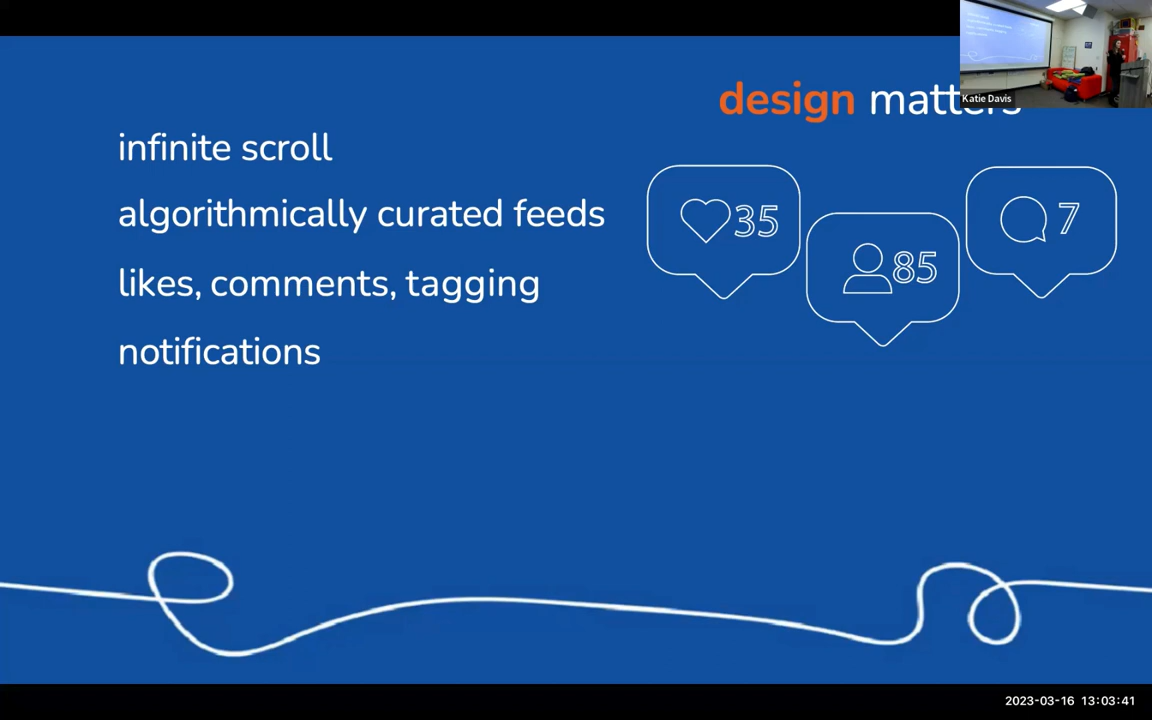 design matters
infinite scroll
algorithmically curated feeds
likes, comments, tagging
notifications
35
85
7
Katie Davis
2023-03-16 13:03:41